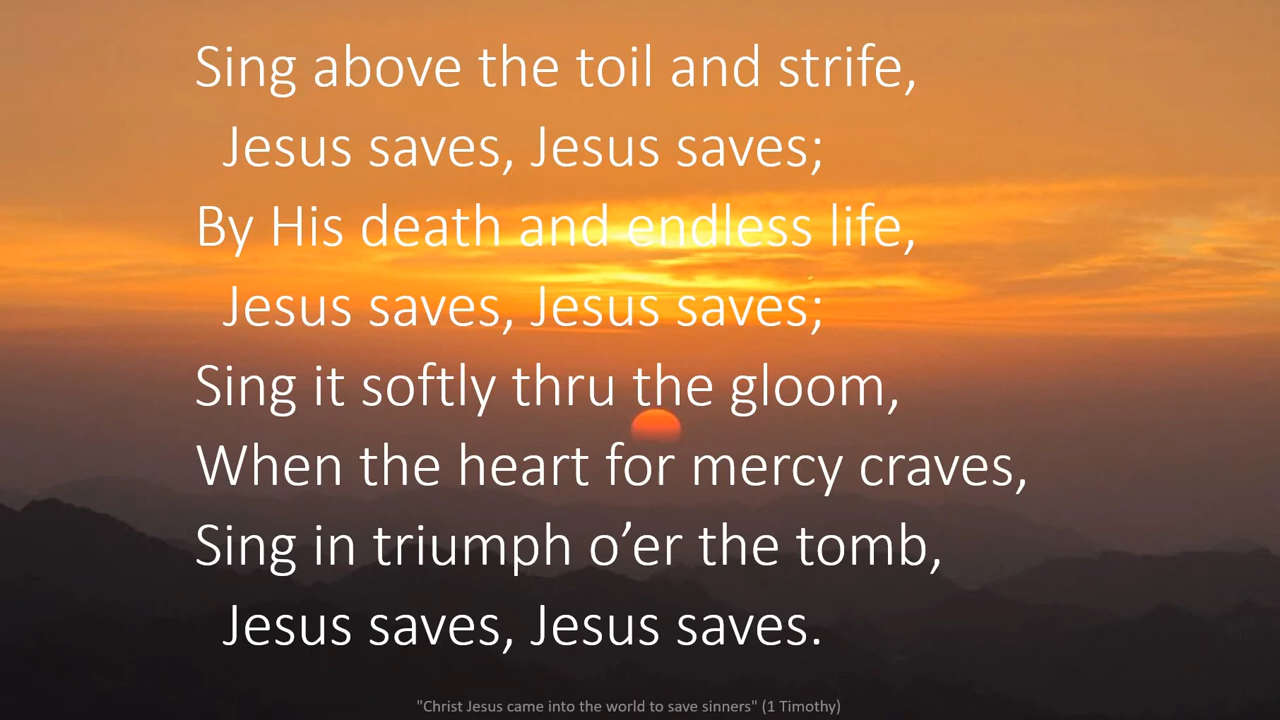 Sing above the toil and strife,
Jesus saves, Jesus saves;
By His death and endless life,
Jesus saves, Jesus saves;
Sing it softly thru the gloom,
When the heart for mercy craves,
Sing in triumph o’er the tomb,
Jesus saves, Jesus saves.
"Christ Jesus came into the world to save sinners" (1 Timothy)